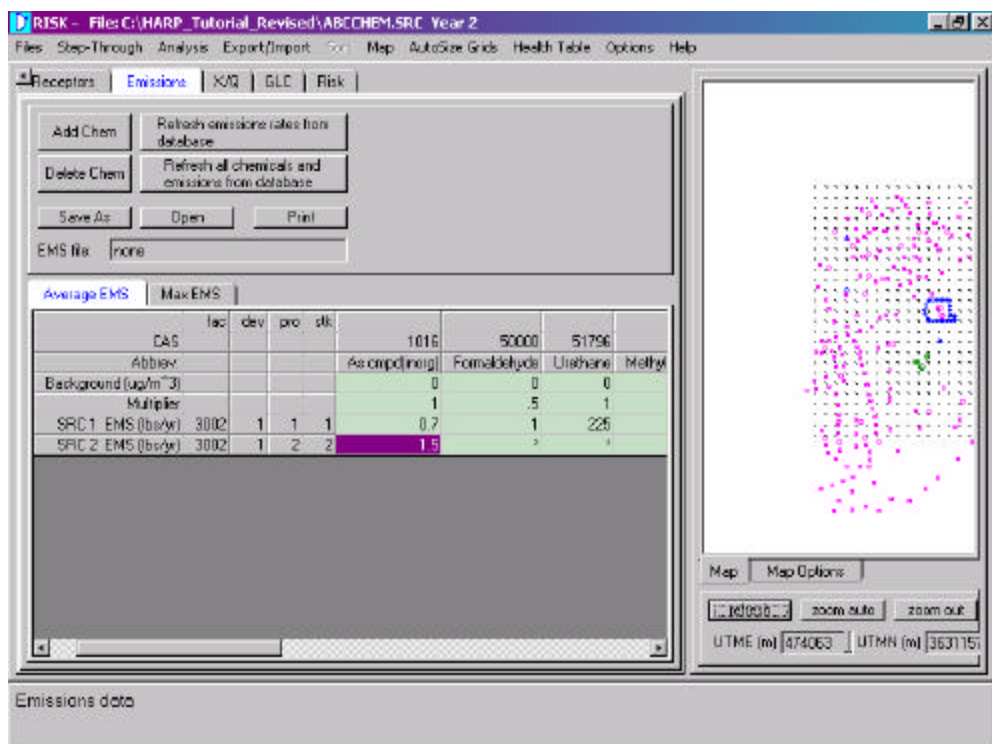 RISK - File: C:\HARP_Tutorial_Revised\ABCCHEM.SRC Year 2
Files Step-Through Analysis Export/Import Map AutoSize Grids Health Table Options Help
Receptors Emissions X/Q GLC Risk
Add Chem Refresh emissions rates from database
Delete Chem Refresh all chemicals and emissions from database
Save As Open Print
EMS file: none
Average EMS Max EMS
fac dev pro stk
CAS 1016 50000 51796
Abbrev As cmpd(inorg) Formaldehyde Urethane Methyl
Background (ug/m^3) 0 0 0
Multiplier 1 .5 1
SRC 1 EMS (lbs/yr) 3002 1 1 1 0.7 1 225
SRC 2 EMS (lbs/yr) 3002 1 2 2 1.5 * *
Map Map Options
refresh zoom auto zoom out
UTME (m) 474063 UTMN (m) 363115
Emissions data